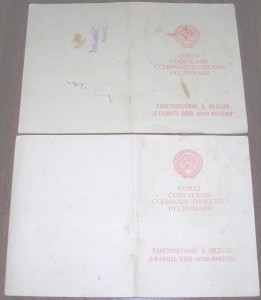 СОЮЗ
СОВЕТСКИХ
СОЦИАЛИСТИЧЕСКИХ
РЕСПУБЛИК
УДОСТОВЕРЕНИЕ К МЕДАЛИ
„В ПАМЯТЬ 800-летия МОСКВЫ"
СОЮЗ
СОВЕТСКИХ
СОЦИАЛИСТИЧЕСКИХ
РЕСПУБЛИК
УДОСТОВЕРЕНИЕ К МЕДАЛИ
„В ПАМЯТЬ 800-летия МОСКВЫ"